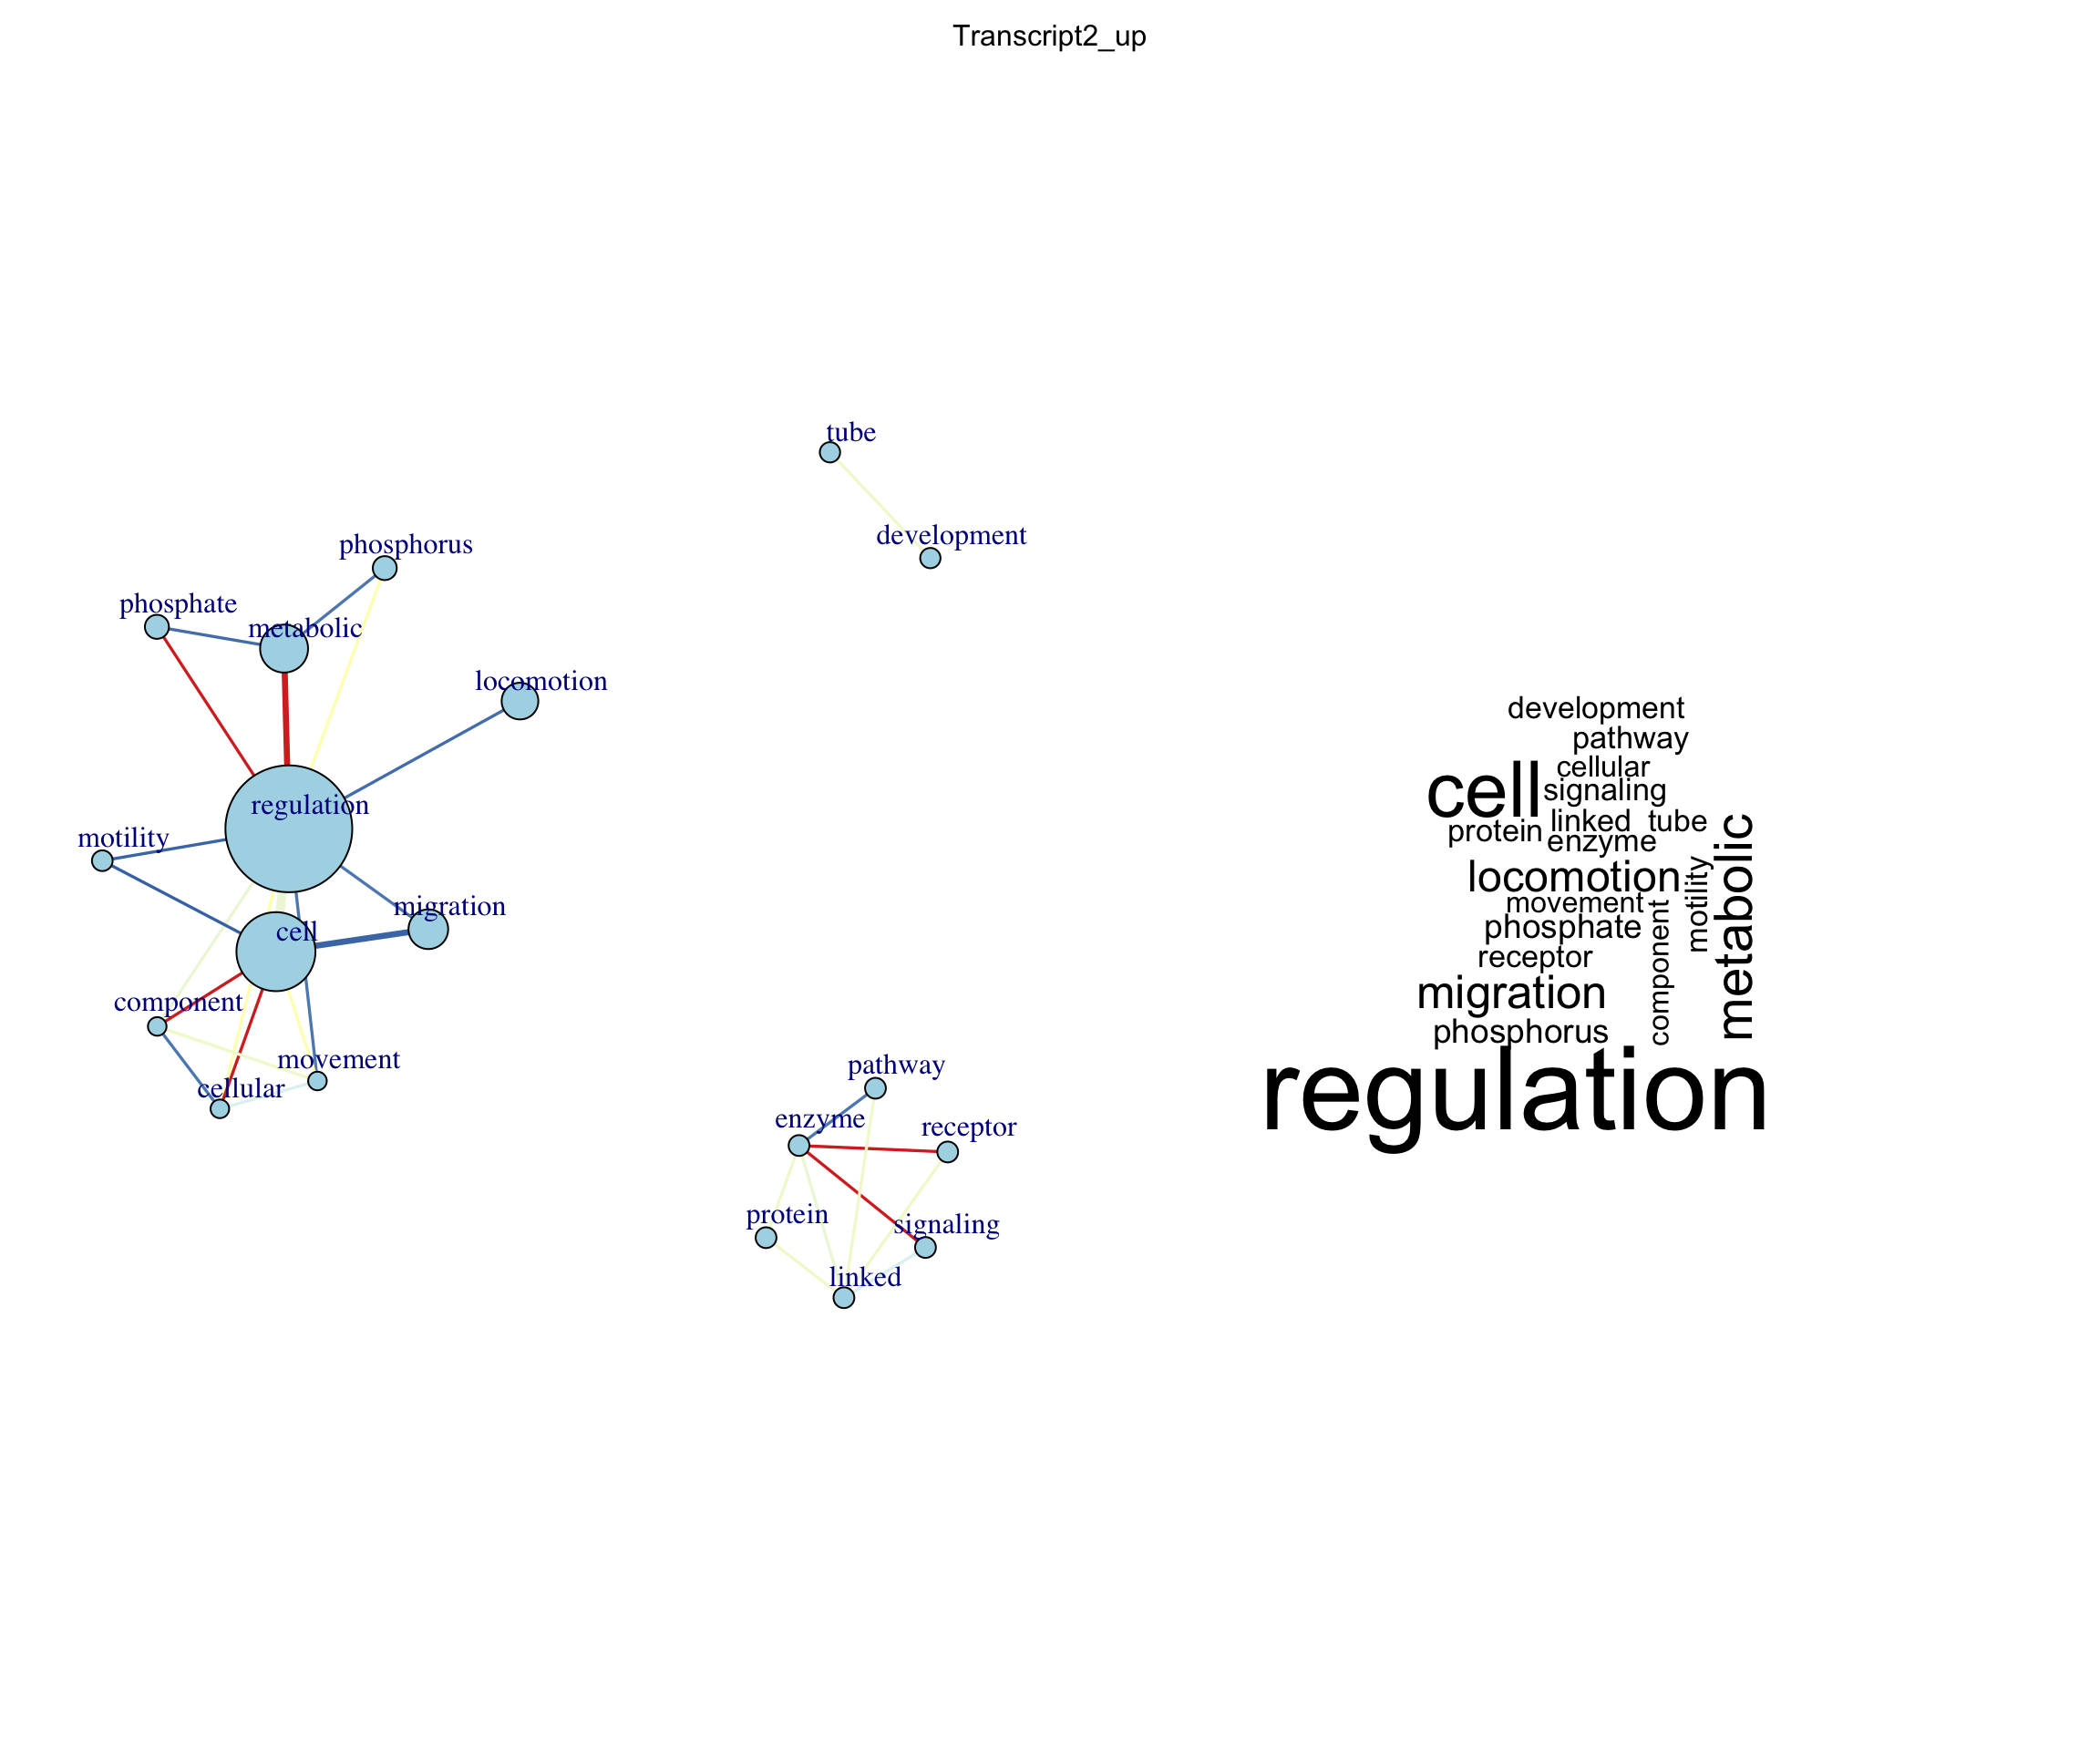 Transcript2_up
tube
development
phosphorus
phosphate
metabolic
locomotion
regulation
motility
migration
cell
component
movement
cellular
pathway
enzyme
receptor
protein
signaling
linked
development
pathway
cellular
cell
signaling
linked tube
protein
enzyme
metabolic
locomotion
motility
movement
component
phosphate
receptor
migration
phosphorus
regulation